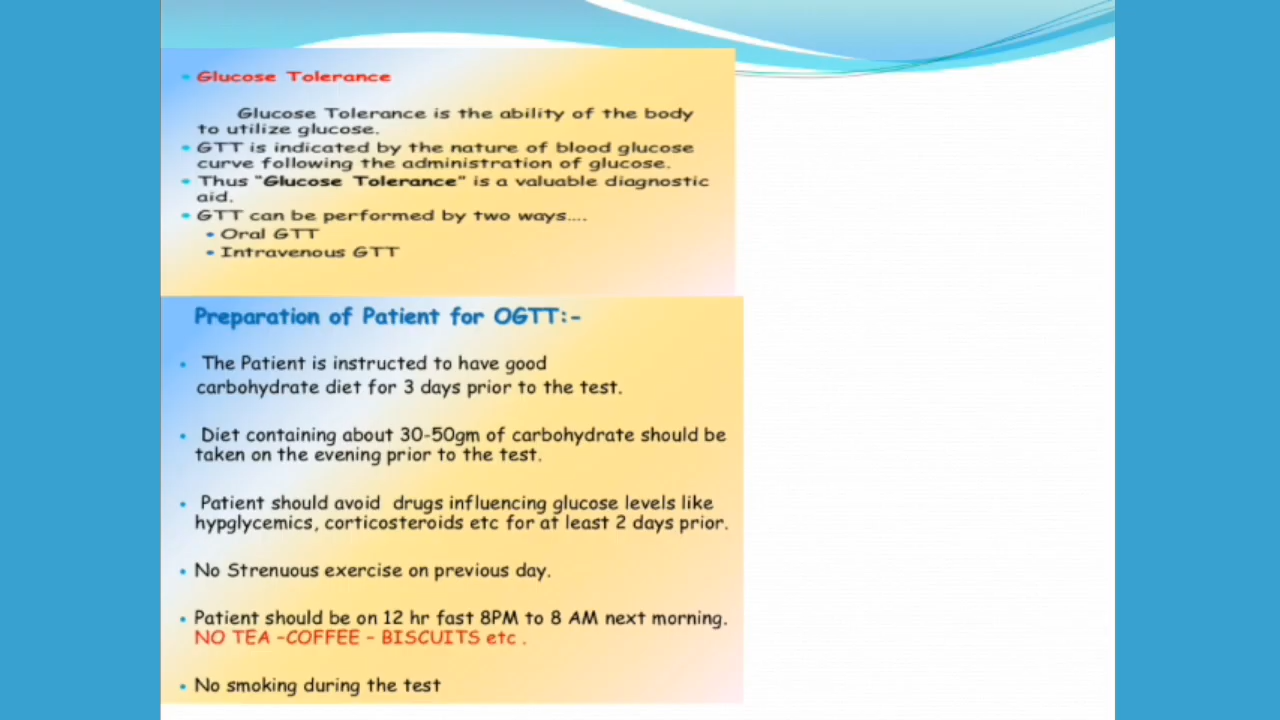 Glucose Tolerance
Glucose Tolerance is the ability of the body
to utilize glucose.
GTT is indicated by the nature of blood glucose
curve following the administration of glucose.
Thus "Glucose Tolerance" is a valuable diagnostic
aid.
GTT can be performed by two ways....
Oral GTT
Intravenous GTT
Preparation of Patient for OGTT:-
The Patient is instructed to have good
carbohydrate diet for 3 days prior to the test.
Diet containing about 30-50gm of carbohydrate should be
taken on the evening prior to the test.
Patient should avoid drugs influencing glucose levels like
hypglycemics, corticosteroids etc for at least 2 days prior.
No Strenuous exercise on previous day.
Patient should be on 12 hr fast 8PM to 8 AM next morning.
NO TEA -COFFEE - BISCUITS etc .
No smoking during the test